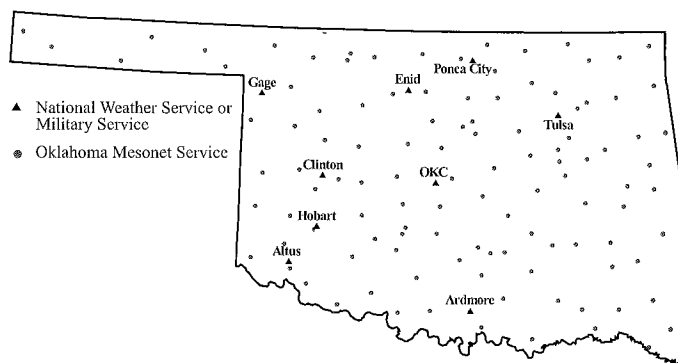 Ponca City
Gage
Enid
National Weather Service or
Military Service
Tulsa
Oklahoma Mesonet Service
Clinton
OKC
Hobart
Altus
Ardmore